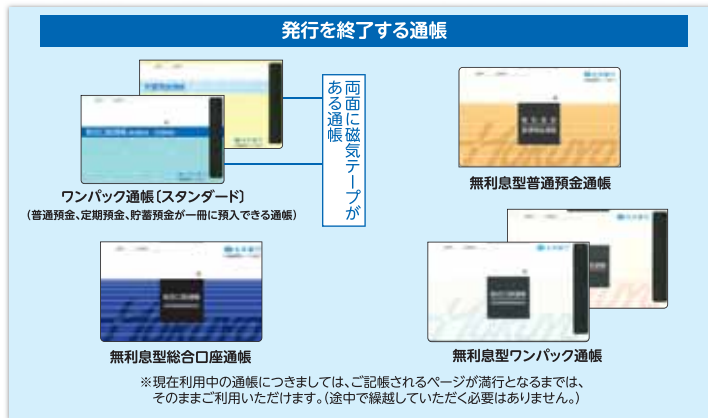 発行を終了する通帳
両面に磁気テープが
ある通帳
ワンパック通帳〔スタンダード〕
(普通預金、定期預金、貯蓄預金が一冊に預入できる通帳)
無利息型普通預金通帳
無利息型総合口座通帳
無利息型ワンパック通帳
※現在利用中の通帳につきましては、ご記帳されるページが満行となるまでは、
そのままご利用いただけます。(途中で繰越していただく必要はありません。)